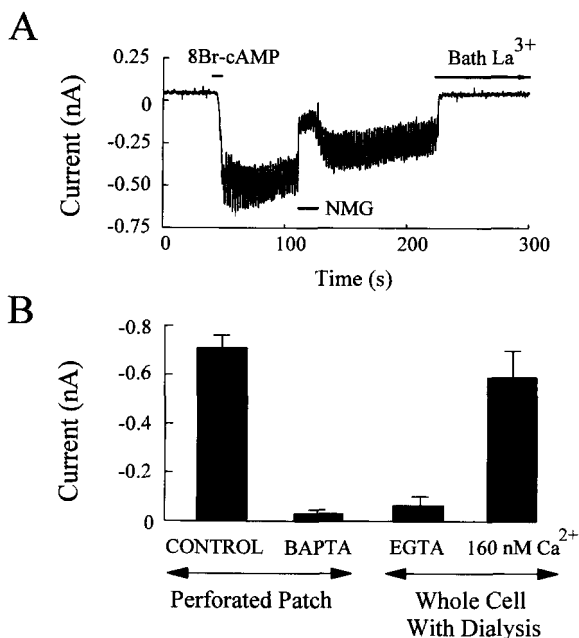 A
8Br-cAMP
Bath La3+
0.25
0
-0.25
-0.50
-0.75
Current (nA)
NMG
0
100
200
300
Time (s)
B
-0.8
-0.6
-0.4
-0.2
0
Current (nA)
CONTROL BAPTA EGTA 160 nM Ca2+
Perforated Patch
Whole Cell
With Dialysis